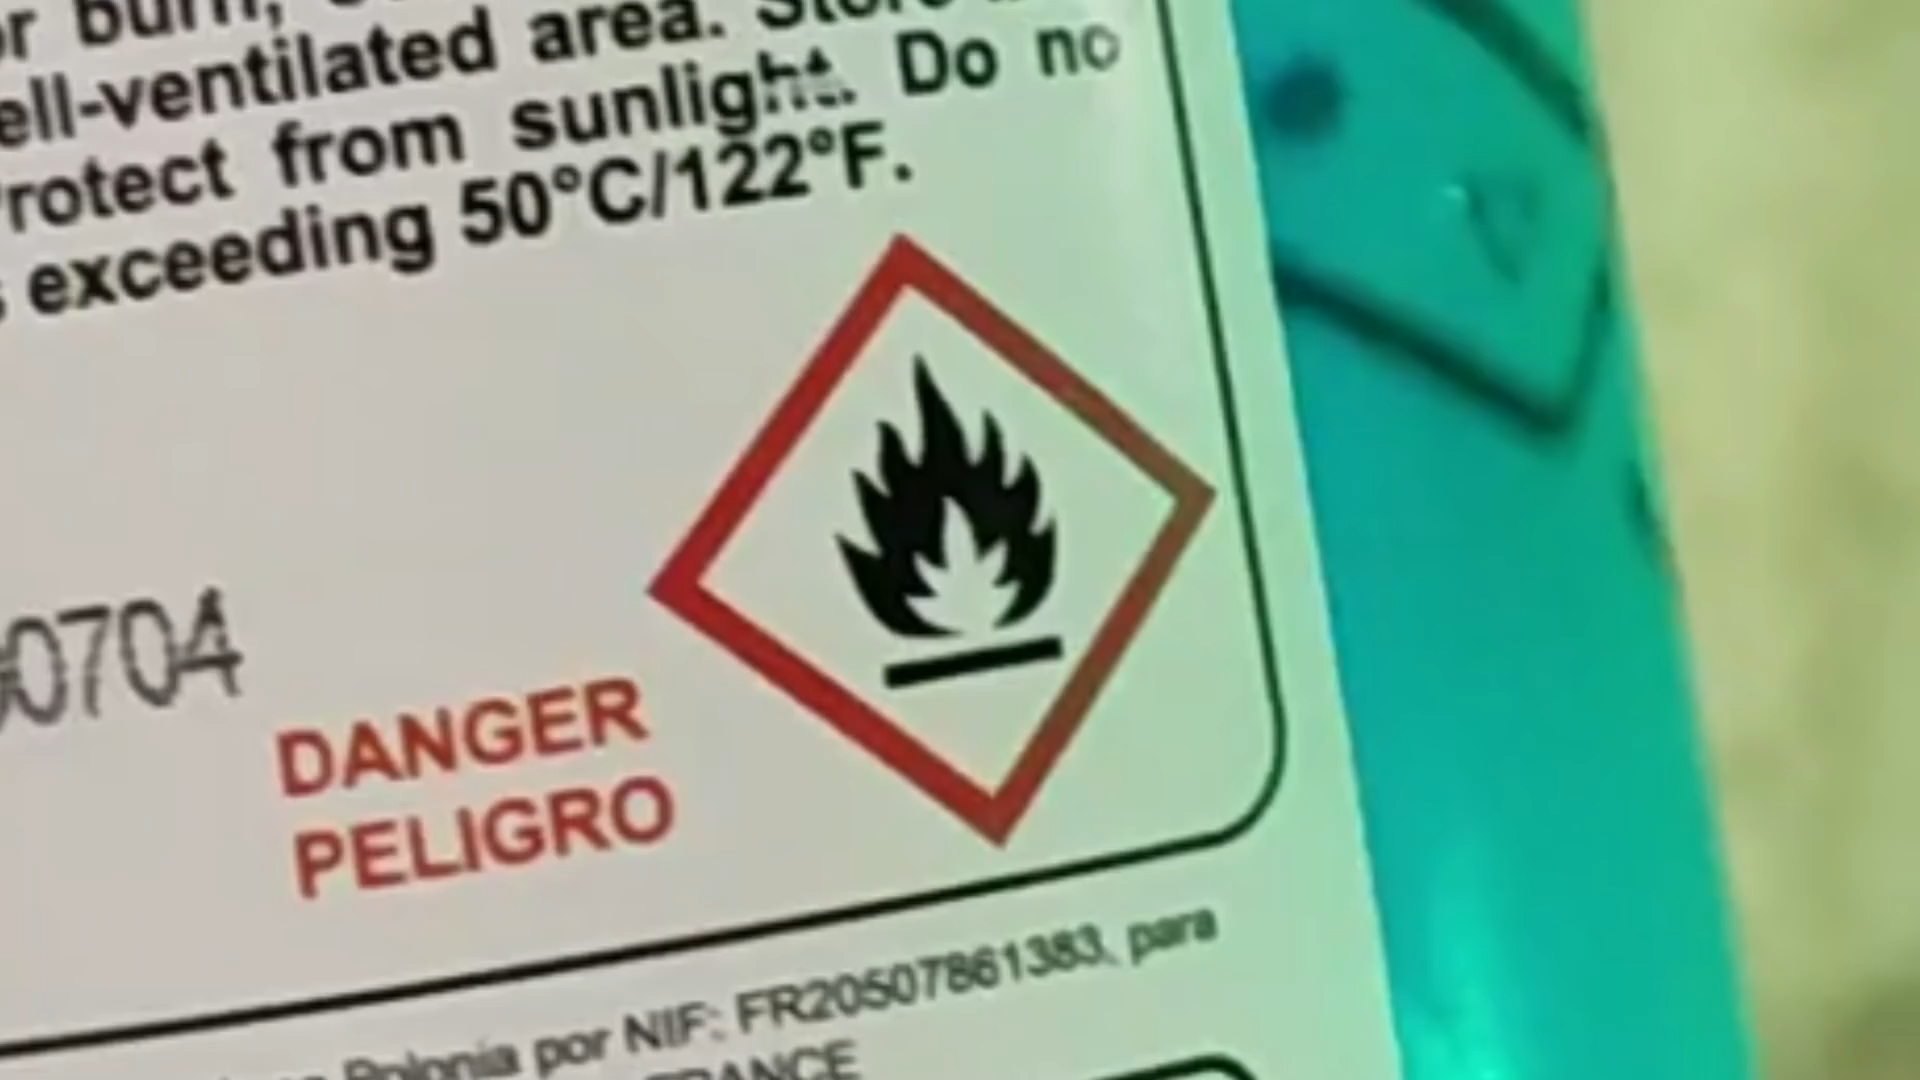 or burn,
ell-ventilated area. Store
rotect from sunlight. Do no
s exceeding 50°C/122°F.
0704
DANGER
PELIGRO
Polonia por NIF: FR20507861383, para
FRANCE